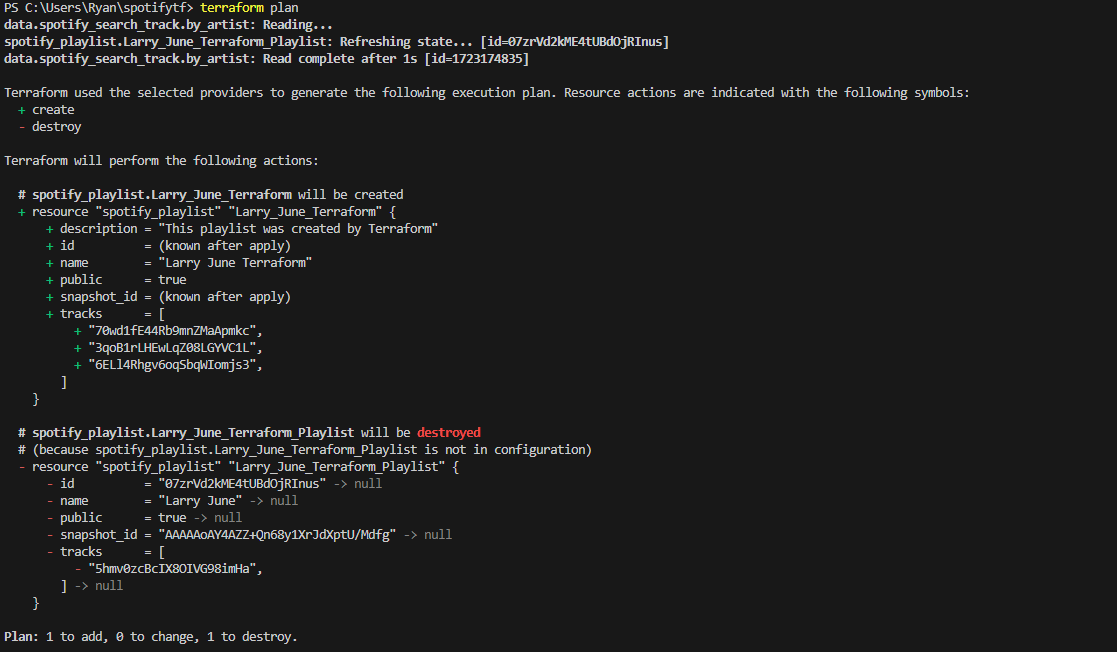 PS C:\Users\Ryan\spotifytf> terraform plan
data.spotify_search_track.by_artist: Reading...
spotify_playlist.Larry_June_Terraform_Playlist: Refreshing state... [id=07zrVd2kME4tUBdOjRInus]
data.spotify_search_track.by_artist: Read complete after 1s [id=1723174835]

Terraform used the selected providers to generate the following execution plan. Resource actions are indicated with the following symbols:
  + create
  - destroy

Terraform will perform the following actions:

  # spotify_playlist.Larry_June_Terraform will be created
  + resource "spotify_playlist" "Larry_June_Terraform" {
      + description = "This playlist was created by Terraform"
      + id          = (known after apply)
      + name        = "Larry June Terraform"
      + public      = true
      + snapshot_id = (known after apply)
      + tracks      = [
          + "70wd1fE44Rb9mnZMaApmkc",
          + "3qoB1rLHEwLqZ08LGYVC1L",
          + "6ELl4Rhgv6oqSbqWIomjs3",
        ]
    }

  # spotify_playlist.Larry_June_Terraform_Playlist will be destroyed
  # (because spotify_playlist.Larry_June_Terraform_Playlist is not in configuration)
  - resource "spotify_playlist" "Larry_June_Terraform_Playlist" {
      - id          = "07zrVd2kME4tUBdOjRInus" -> null
      - name        = "Larry June" -> null
      - public      = true -> null
      - snapshot_id = "AAAAAoAY4AZZ+Qn68y1XrJdXptU/Mdfg" -> null
      - tracks      = [
          - "5hmv0zcBcIX8OIVG98imHa",
        ] -> null
    }

Plan: 1 to add, 0 to change, 1 to destroy.